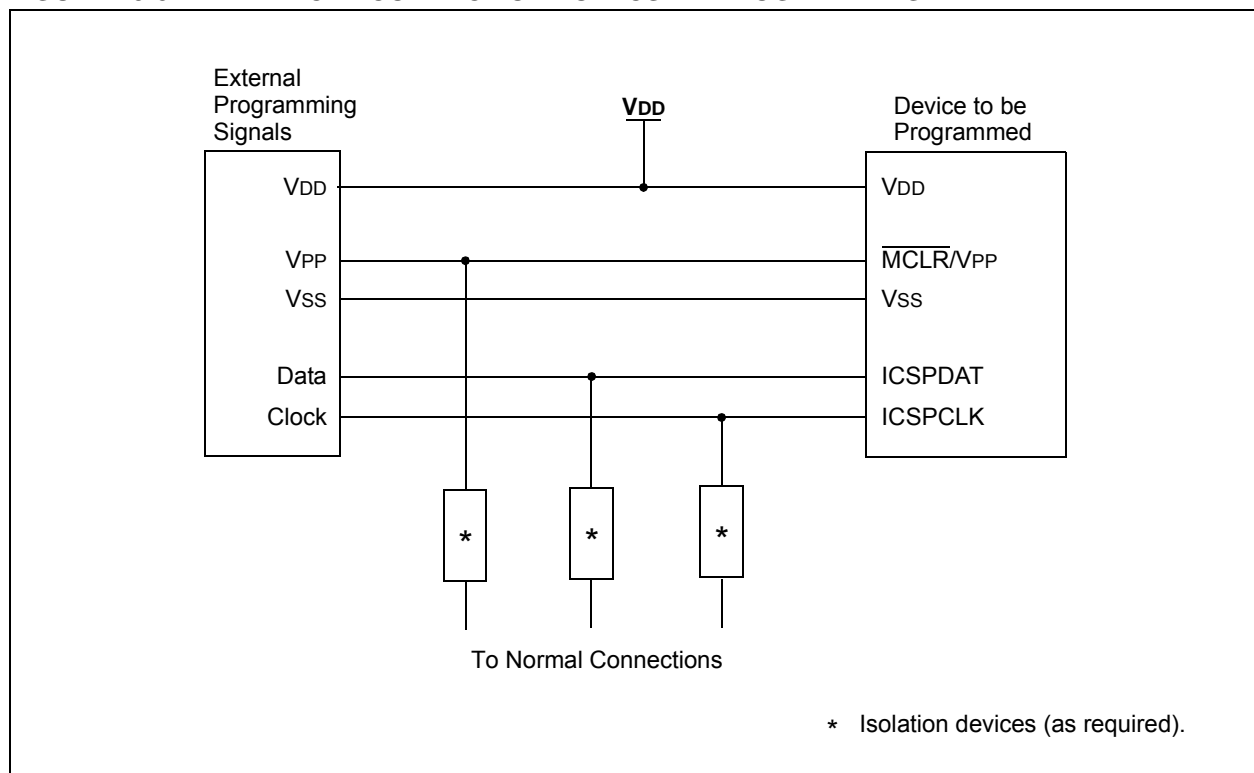 External
Programming
Signals
VDD
Device to be
Programmed
VDD
VDD
VPP
MCLR/VPP
VSS
VSS
Data
ICSPDAT
Clock
ICSPCLK
*
*
*
To Normal Connections
* Isolation devices (as required).